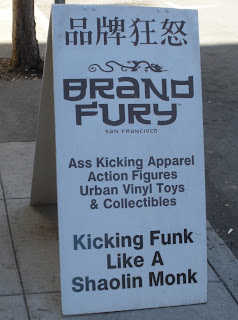 品牌狂怒
BRAND
FURY™
SAN FRANCISCO
Ass Kicking Apparel
Action Figures
Urban Vinyl Toys
& Collectibles
Kicking Funk
Like A
Shaolin Monk